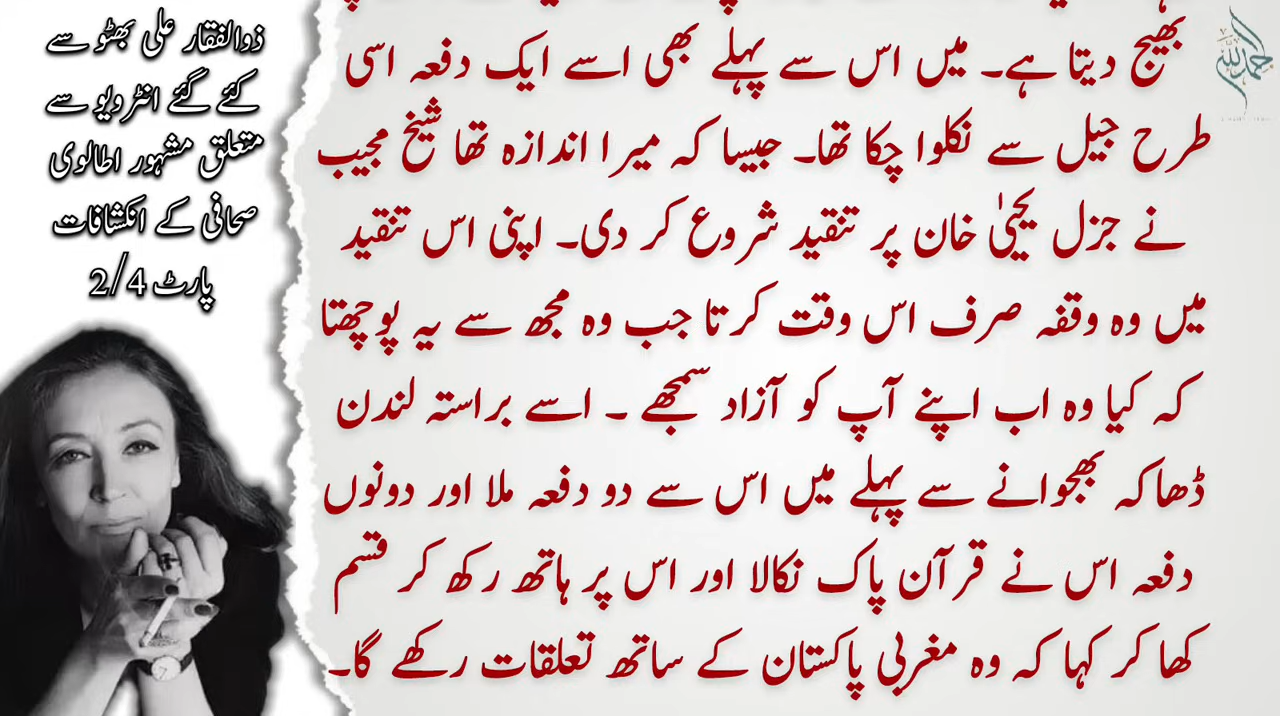 ذوالفقار علی بھٹو سے
کئے گئے انٹرویو سے
متعلق مشہور اطالوی
صحافی کے انکشافات
پارٹ 2/4
بھیج دیتا ہے۔ میں اس سے پہلے بھی اسے ایک دفعہ اسی
طرح جیل سے نکلوا چکا تھا۔ جیسا کہ میرا اندازہ تھا شیخ مجیب
نے جزل یحییٰ خان پر تنقید شروع کر دی۔ اپنی اس تنقید
میں وہ وقفہ صرف اس وقت کرتا جب وہ مجھ سے یہ پوچھتا
کہ کیا وہ اب اپنے آپ کو آزاد سمجھے ۔ اسے براستہ لندن
ڈھاکہ بھجوانے سے پہلے میں اس سے دو دفعہ ملا اور دونوں
دفعہ اس نے قرآن پاک نکالا اور اس پر ہاتھ رکھ کر قسم
کھا کر کہا کہ وہ مغربی پاکستان کے ساتھ تعلقات رکھے گا۔
الحمدللہ